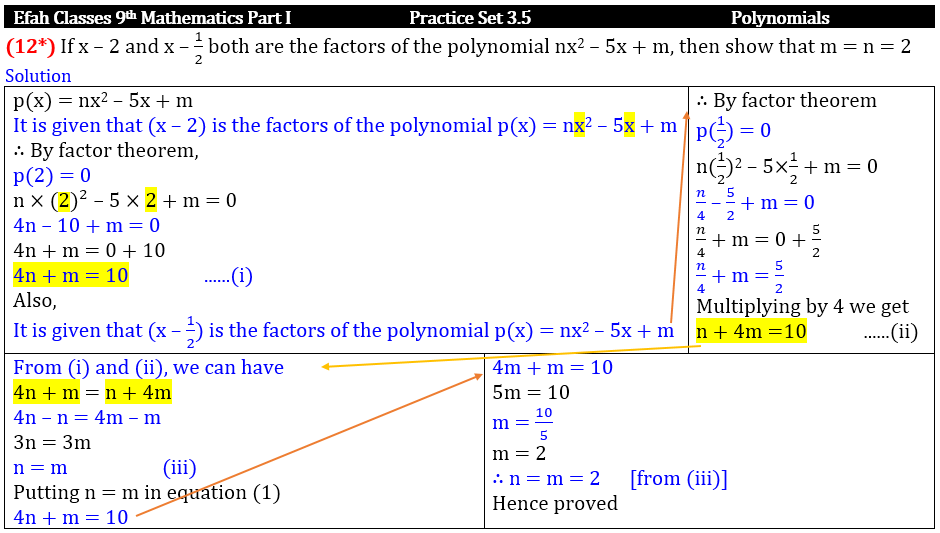 Efah Classes 9th Mathematics Part I Practice Set 3.5 Polynomials
(12*) If x – 2 and x – 1/2 both are the factors of the polynomial nx² – 5x + m, then show that m = n = 2
Solution
p(x) = nx² – 5x + m
It is given that (x – 2) is the factors of the polynomial p(x) = nx² – 5x + m
∴ By factor theorem,
p(2) = 0
n × (2)² – 5 × 2 + m = 0
4n – 10 + m = 0
4n + m = 0 + 10
4n + m = 10 ......(i)
Also,
It is given that (x – 1/2) is the factors of the polynomial p(x) = nx² – 5x + m
∴ By factor theorem
p(1/2) = 0
n(1/2)² – 5×1/2 + m = 0
n/4 – 5/2 + m = 0
n/4 + m = 0 + 5/2
n/4 + m = 5/2
Multiplying by 4 we get
n + 4m =10 ......(ii)
From (i) and (ii), we can have
4n + m = n + 4m
4n – n = 4m – m
3n = 3m
n = m (iii)
Putting n = m in equation (1)
4n + m = 10
4m + m = 10
5m = 10
m = 10/5
m = 2
∴ n = m = 2 [from (iii)]
Hence proved